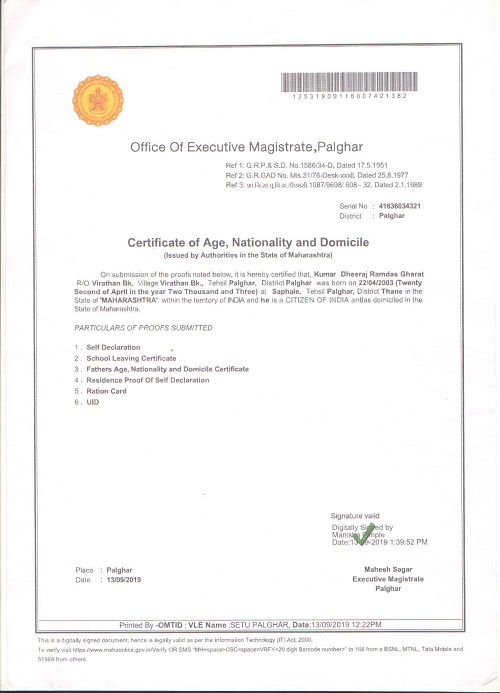 12531909116007421382
Office Of Executive Magistrate,Palghar
Ref 1: G.R.P.& S.D. No.1586/34-D, Dated 17.5.1951
Ref 2: G.R.GAD No. Mis.31/76-Desk-xxxii, Dated 25.8.1977
Ref 3: 1087/9698/ 608 - 32. Dated 2.1.1989
Serial No : 41636034321
District : Palghar
Certificate of Age, Nationality and Domicile
(Issued by Authorities in the State of Maharashtra)
On submission of the proofs noted below, it is hereby certified that, Kumar Dheeraj Ramdas Gharat
R/O Virathan Bk, Village Virathan Bk., Tehsil Palghar, District Palghar was born on 22/04/2003 (Twenty
Second of April in the year Two Thousand and Three) at Saphale, Tehsil Palghar, District Thane in the
State of "MAHARASHTRA" within the territory of INDIA and he is a CITIZEN OF INDIA and is domiciled in the
State of Maharashtra.
PARTICULARS OF PROOFS SUBMITTED
1 . Self Declaration
2 . School Leaving Certificate
3 . Fathers Age, Nationality and Domicile Certificate
4 . Residence Proof Of Self Declaration
5 . Ration Card
6 . UID
Signature valid
Digitally Signed by
Manisha
Date:13-09-2019 1:39:52 PM
Place : Palghar
Date : 13/09/2019
Mahesh Sagar
Executive Magistrate
Palghar
Printed By -OMTID : VLE Name :SETU PALGHAR, Date:13/09/2019 12:22PM
This is a digitally signed document, hence is legally valid as per the Information Technology (IT) Act, 2000.
To verify visit https://www.mahaonline.gov.in/Verify OR SMS "MH<space>CSC<space>VRFY<20 digit Barcode number>" to 166 from a BSNL, MTNL, Tata Mobile and
51969 from others.